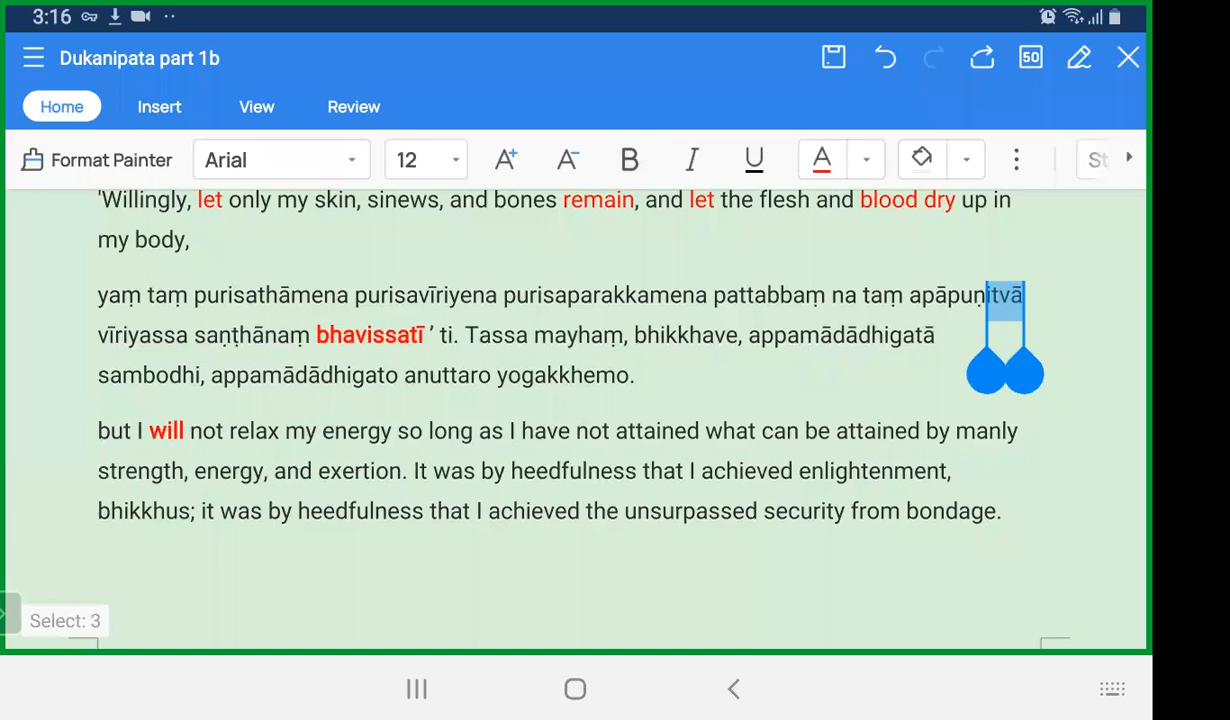 3:16
Dukanipata part 1b
50
Home Insert View Review
Format Painter Arial 12 A+ A- B I U A St
'Willingly, let only my skin, sinews, and bones remain, and let the flesh and blood dry up in
my body,
yaṃ taṃ purisathāmena purisavīriyena purisaparakkamena pattabbaṃ na taṃ apāpuṇitvā
vīriyassa saṇṭhānaṃ bhavissatī ’ ti. Tassa mayhaṃ, bhikkhave, appamādādhigatā
sambodhi, appamādādhigato anuttaro yogakkhemo.
but I will not relax my energy so long as I have not attained what can be attained by manly
strength, energy, and exertion. It was by heedfulness that I achieved enlightenment,
bhikkhus; it was by heedfulness that I achieved the unsurpassed security from bondage.
Select: 3